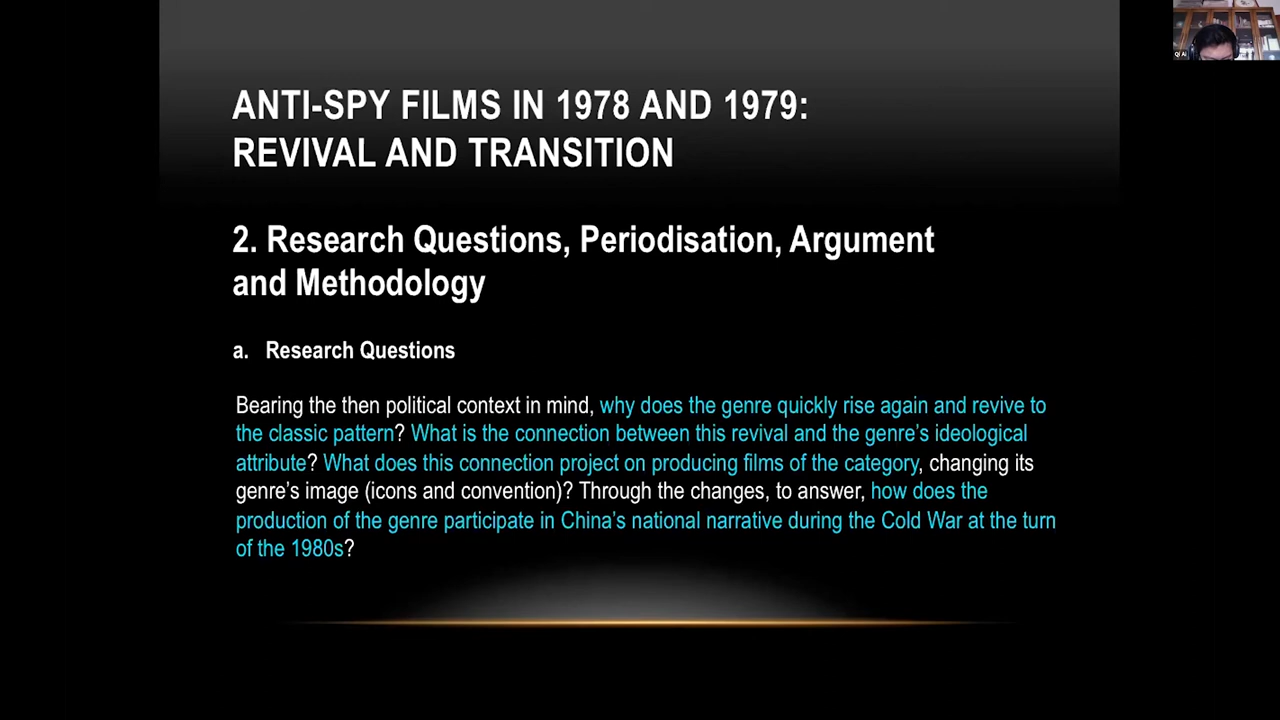 ANTI-SPY FILMS IN 1978 AND 1979:
REVIVAL AND TRANSITION
2. Research Questions, Periodisation, Argument
and Methodology
a. Research Questions
Bearing the then political context in mind, why does the genre quickly rise again and revive to
the classic pattern? What is the connection between this revival and the genre's ideological
attribute? What does this connection project on producing films of the category, changing its
genre's image (icons and convention)? Through the changes, to answer, how does the
production of the genre participate in China's national narrative during the Cold War at the turn
of the 1980s?
Qi Ai